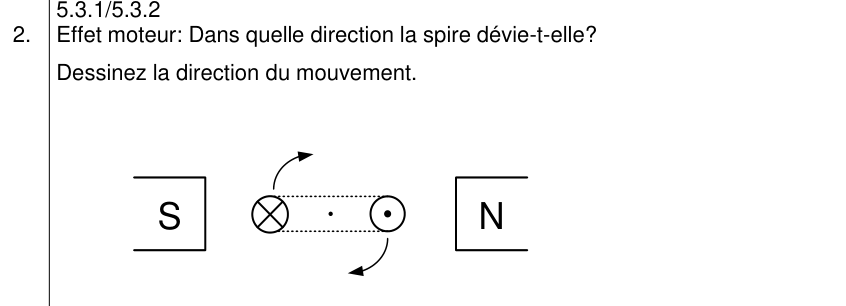 5.3.1/5.3.2
2. Effet moteur: Dans quelle direction la spire dévie-t-elle?
Dessinez la direction du mouvement.
S N